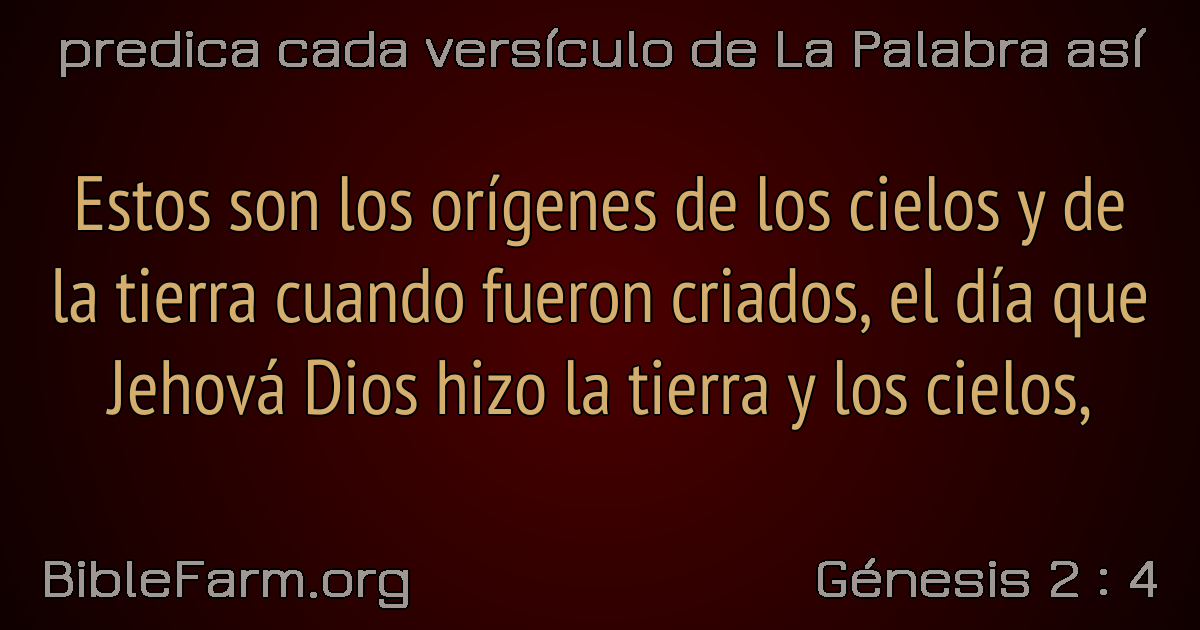 predica cada versículo de La Palabra así
Estos son los orígenes de los cielos y de
la tierra cuando fueron criados, el día que
Jehová Dios hizo la tierra y los cielos,
BibleFarm.org
Génesis 2 : 4